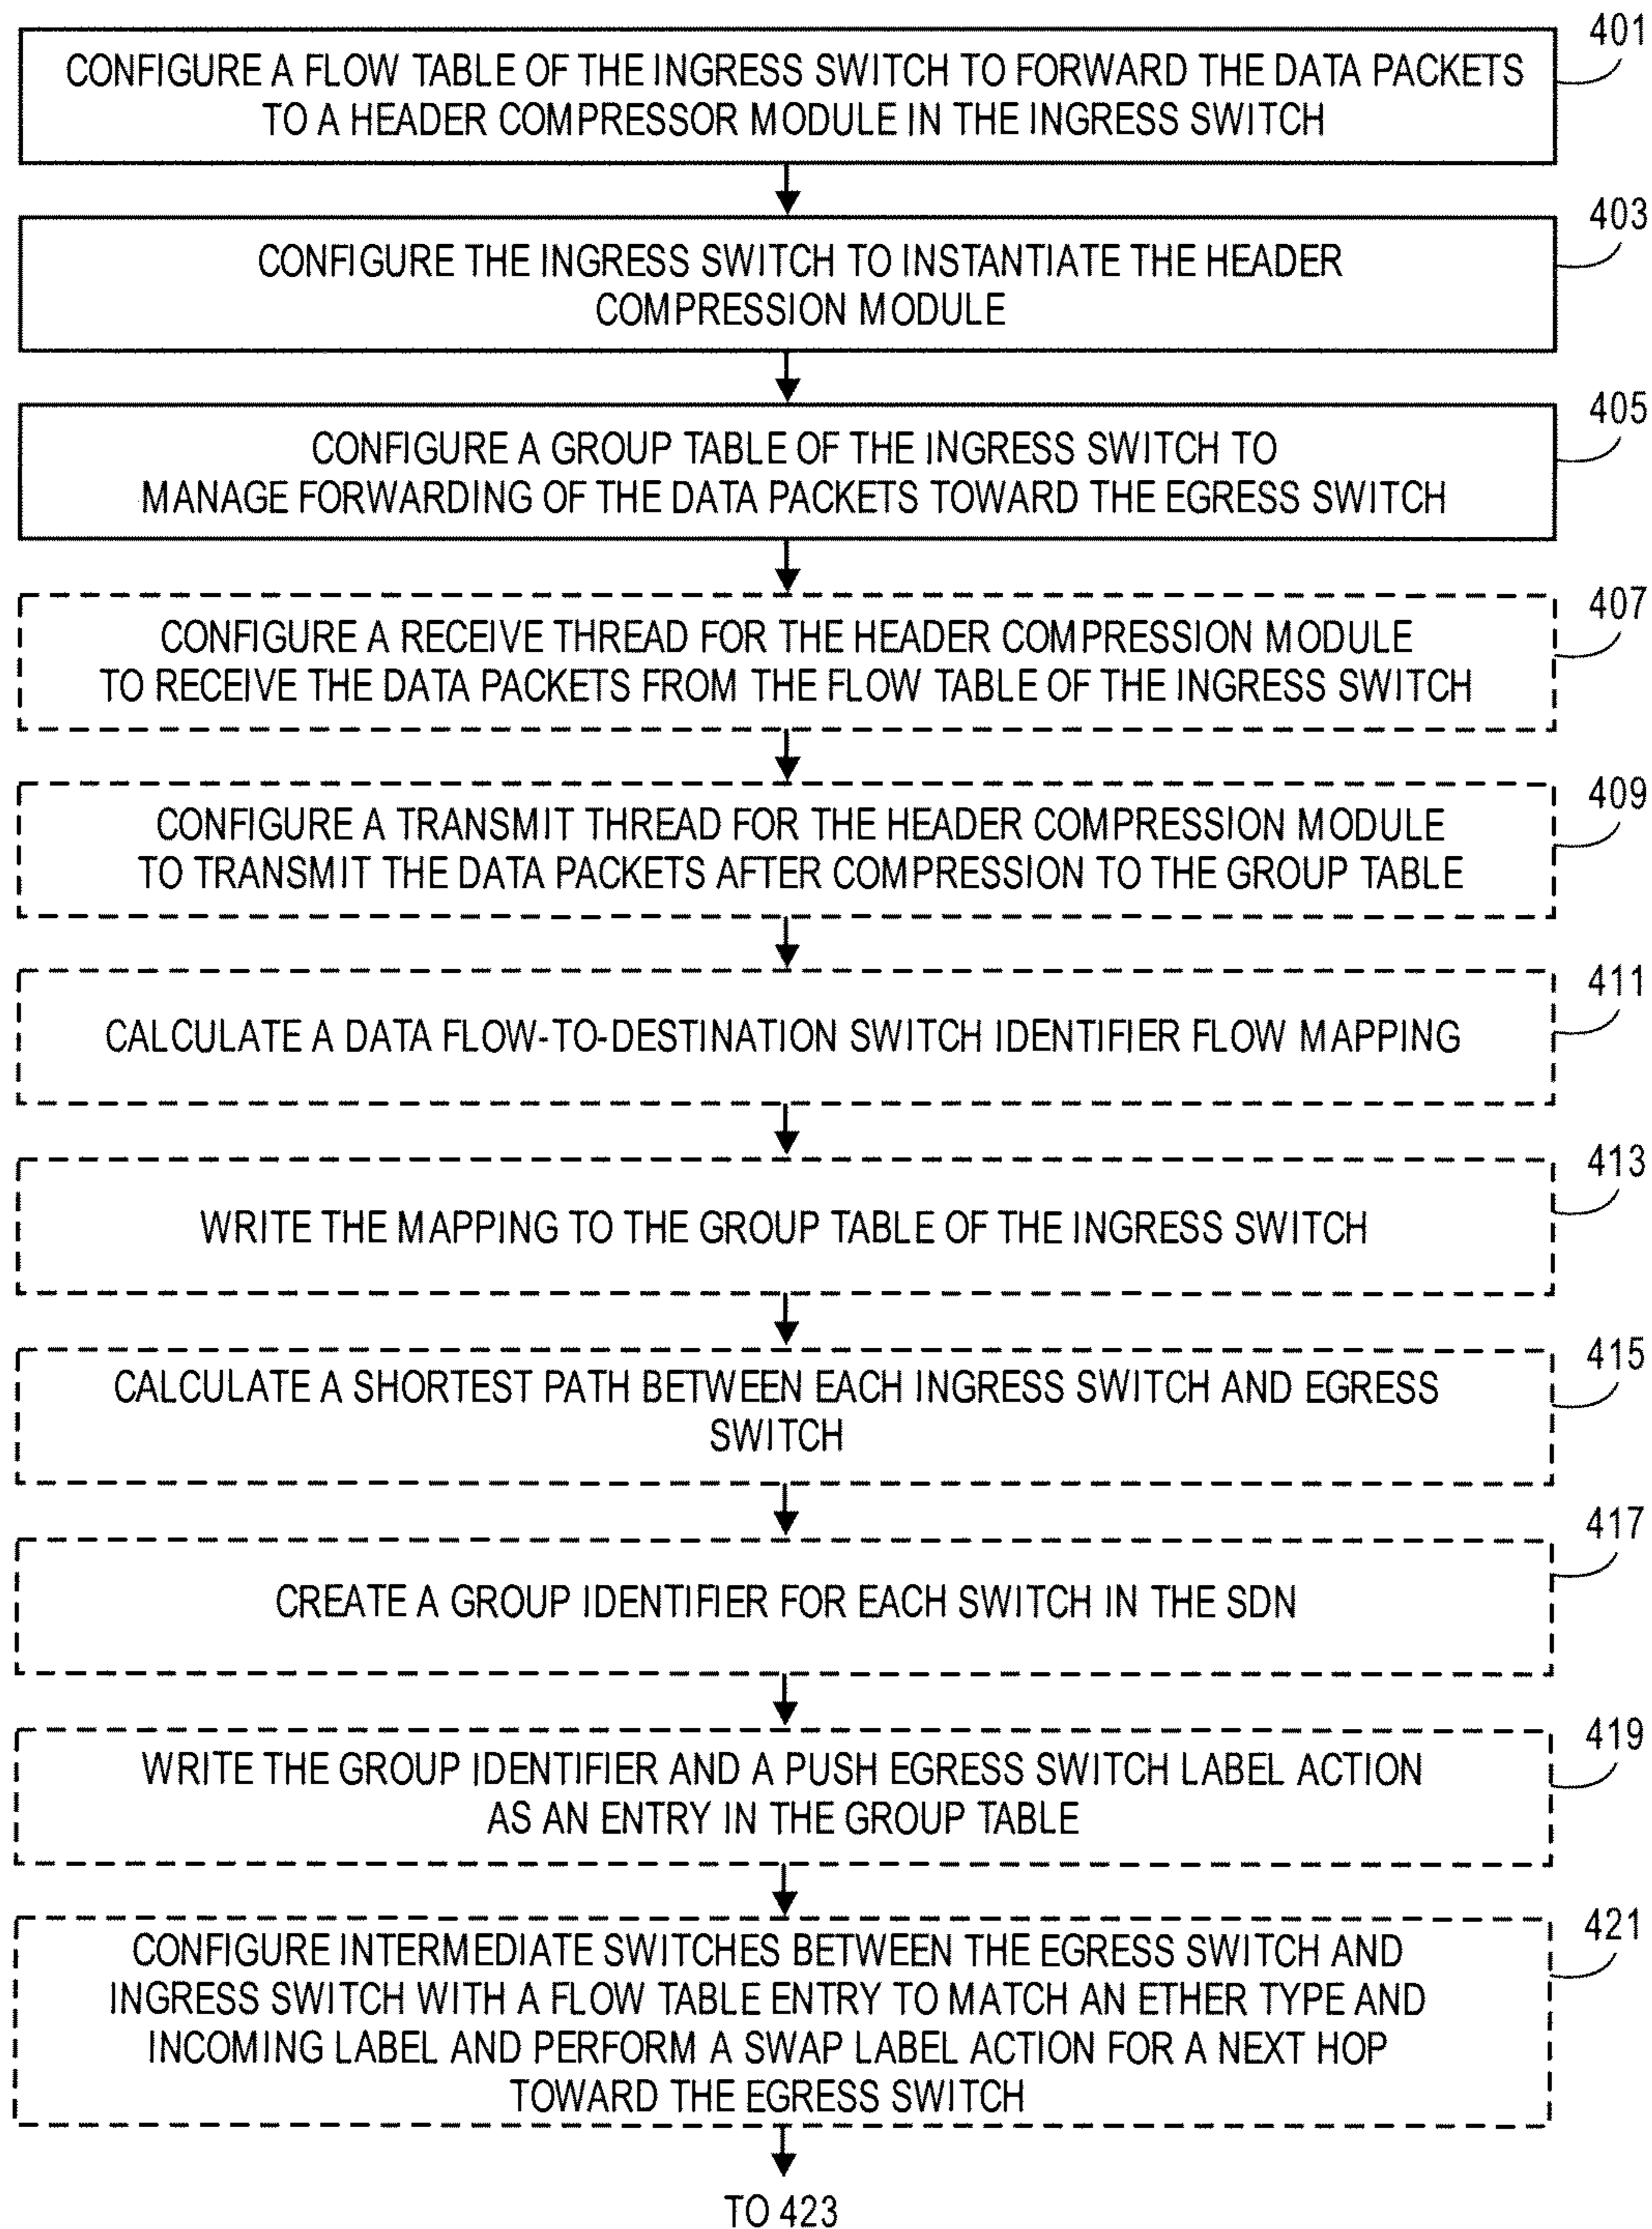 401
CONFIGURE A FLOW TABLE OF THE INGRESS SWITCH TO FORWARD THE DATA PACKETS
TO A HEADER COMPRESSOR MODULE IN THE INGRESS SWITCH
403
CONFIGURE THE INGRESS SWITCH TO INSTANTIATE THE HEADER
COMPRESSION MODULE
405
CONFIGURE A GROUP TABLE OF THE INGRESS SWITCH TO
MANAGE FORWARDING OF THE DATA PACKETS TOWARD THE EGRESS SWITCH
407
CONFIGURE A RECEIVE THREAD FOR THE HEADER COMPRESSION MODULE
TO RECEIVE THE DATA PACKETS FROM THE FLOW TABLE OF THE INGRESS SWITCH
409
CONFIGURE A TRANSMIT THREAD FOR THE HEADER COMPRESSION MODULE
TO TRANSMIT THE DATA PACKETS AFTER COMPRESSION TO THE GROUP TABLE
411
CALCULATE A DATA FLOW-TO-DESTINATION SWITCH IDENTIFIER FLOW MAPPING
413
WRITE THE MAPPING TO THE GROUP TABLE OF THE INGRESS SWITCH
415
CALCULATE A SHORTEST PATH BETWEEN EACH INGRESS SWITCH AND EGRESS
SWITCH
417
CREATE A GROUP IDENTIFIER FOR EACH SWITCH IN THE SDN
419
WRITE THE GROUP IDENTIFIER AND A PUSH EGRESS SWITCH LABEL ACTION
AS AN ENTRY IN THE GROUP TABLE
421
CONFIGURE INTERMEDIATE SWITCHES BETWEEN THE EGRESS SWITCH AND
INGRESS SWITCH WITH A FLOW TABLE ENTRY TO MATCH AN ETHER TYPE AND
INCOMING LABEL AND PERFORM A SWAP LABEL ACTION FOR A NEXT HOP
TOWARD THE EGRESS SWITCH
TO 423